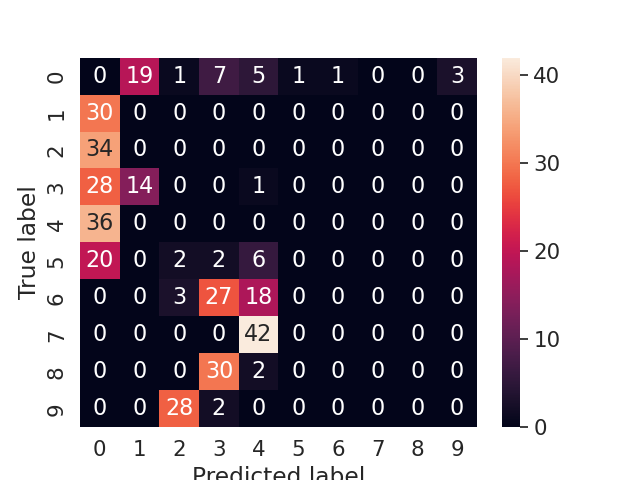 0 0 19 1 7 5 1 1 0 0 3
1 30 0 0 0 0 0 0 0 0 0
2 34 0 0 0 0 0 0 0 0 0
3 28 14 0 0 1 0 0 0 0 0
4 36 0 0 0 0 0 0 0 0 0
5 20 0 2 2 6 0 0 0 0 0
6 0 0 3 27 18 0 0 0 0 0
7 0 0 0 0 42 0 0 0 0 0
8 0 0 0 30 2 0 0 0 0 0
9 0 0 28 2 0 0 0 0 0 0
0 1 2 3 4 5 6 7 8 9
Predicted label
True label
40
30
20
10
0